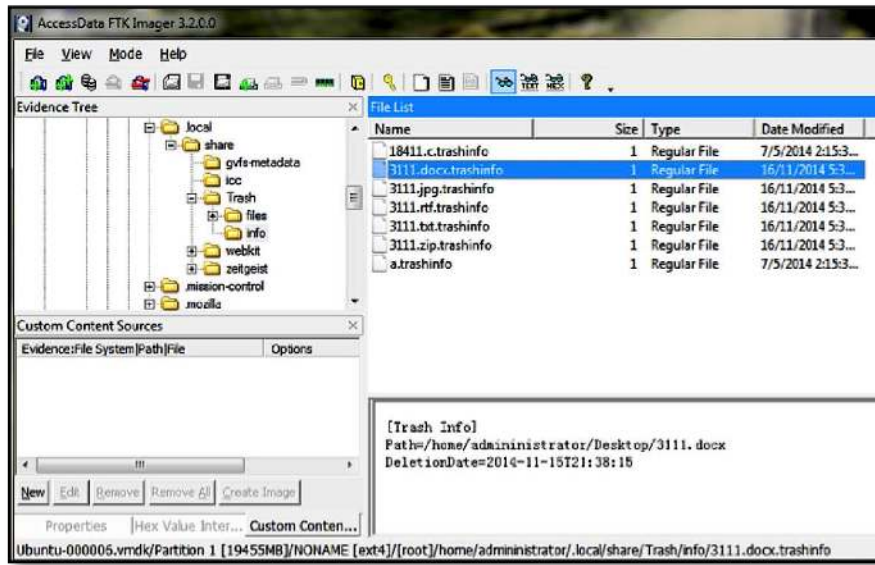 AccessData FTK Imager 3.2.0.0
File View Mode Help
TEXT HEX
Evidence Tree
.local
share
gvfs-metadata
icc
Trash
files
info
webkit
zeitgeist
.mission-control
.mozilla
Custom Content Sources
Evidence:File System|Path|File Options
New Edit Remove Remove All Create Image
Properties Hex Value Inter... Custom Conten...
File List
Name Size Type Date Modified
18411.c.trashinfo 1 Regular File 7/5/2014 2:15:3...
3111.docx.trashinfo 1 Regular File 16/11/2014 5:3...
3111.jpg.trashinfo 1 Regular File 16/11/2014 5:3...
3111.rtf.trashinfo 1 Regular File 16/11/2014 5:3...
3111.txt.trashinfo 1 Regular File 16/11/2014 5:3...
3111.zip.trashinfo 1 Regular File 16/11/2014 5:3...
a.trashinfo 1 Regular File 7/5/2014 2:15:3...
[Trash Info]
Path=/home/admininistrator/Desktop/3111.docx
DeletionDate=2014-11-15T21:38:15
Ubuntu-000006.vmdk/Partition 1 [19455MB]/NONAME [ext4]/[root]/home/admininistrator/.local/share/Trash/info/3111.docx.trashinfo